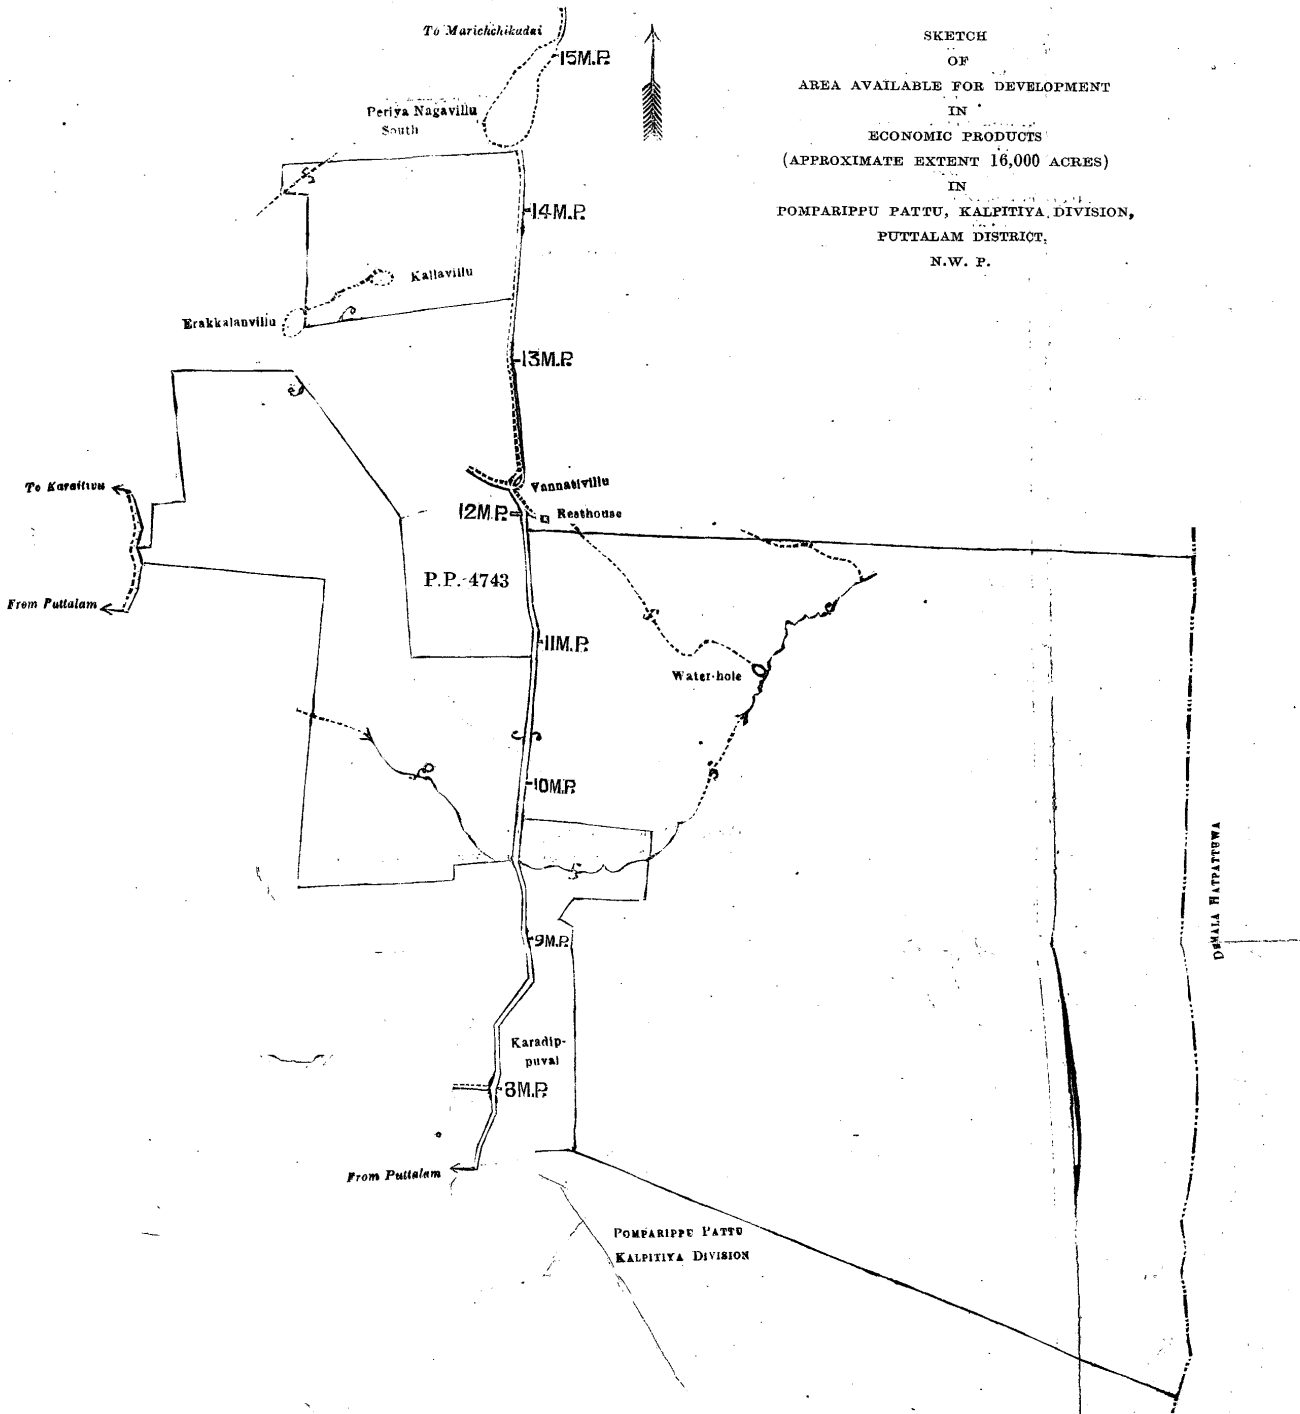 SKETCH
OF
AREA AVAILABLE FOR DEVELOPMENT
IN
ECONOMIC PRODUCTS
(APPROXIMATE EXTENT 16,000 ACRES)
IN
POMPARIPPU PATTU, KALPITIYA DIVISION,
PUTTALAM DISTRICT,
N.W. P.
To Marichchikadai
15M.P.
Periya Nagavillu
South
14M.P.
Kallavillu
Erakkalanvillu
13M.P.
To Karaitivu
Vannativillu
12M.P.
Resthouse
P.P. 4743
From Puttalam
11M.P.
Water-hole
10M.P.
DEMALA HATPATTUWA
9M.P.
Karadip-
puval
8M.P.
From Puttalam
POMPARIPPU PATTU
KALPITIYA DIVISION